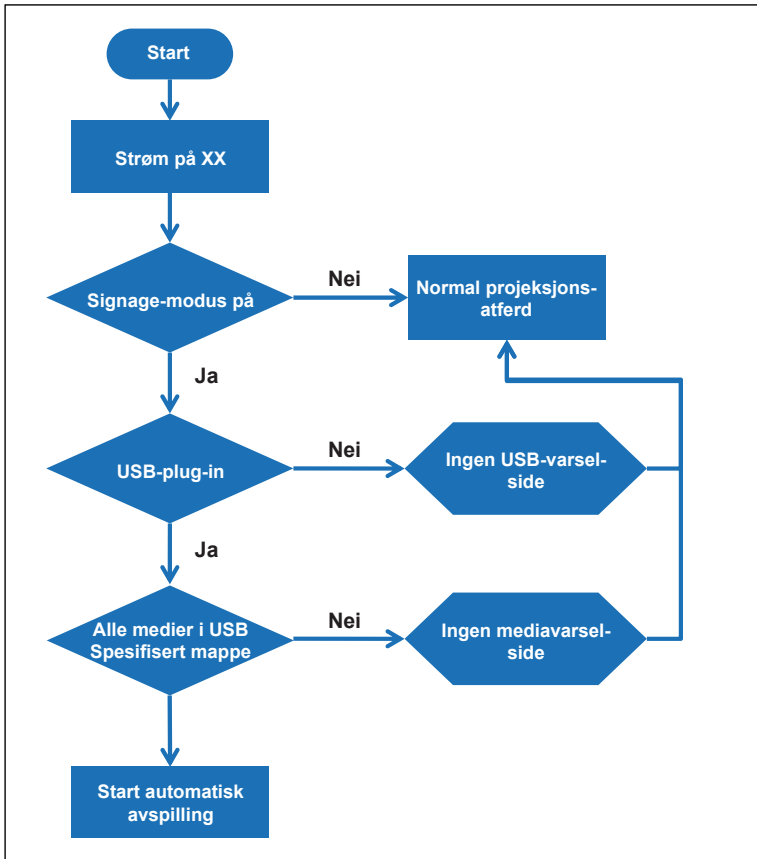 Start
Strøm på XX
Signage-modus på
Nei
Normal projeksjons-
atferd
Ja
USB-plug-in
Nei
Ingen USB-varsel-
side
Ja
Alle medier i USB
Spesifisert mappe
Nei
Ingen mediavarsel-
side
Start automatisk
avspilling